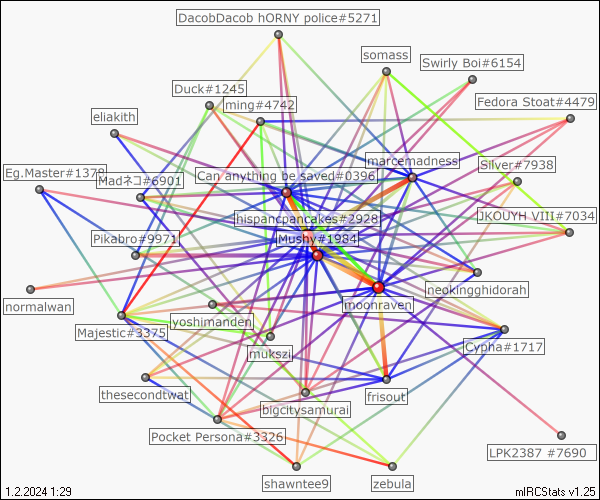 DacobDacob hORNY police#5271
somass
Swirly Boi#6154
Duck#1245
ming#4742
Fedora Stoat#4479
eliakith
marcemadness
Silver#7938
Eg.Master#1378
Madネコ#6901
Can anything be saved#0396
hispancpancakes#2928
JKOUYH VIII#7034
Pikabro#9971
Mushy#1984
neokingghidorah
normalwan
moonraven
yoshimanden
Majestic#3375
Cypha#1717
mukszi
thesecondtwat
frisout
bigcitysamurai
Pocket Persona#3326
LPK2387 #7690
shawntee9
zebula
1.2.2024 1:29
mIRCStats v1.25